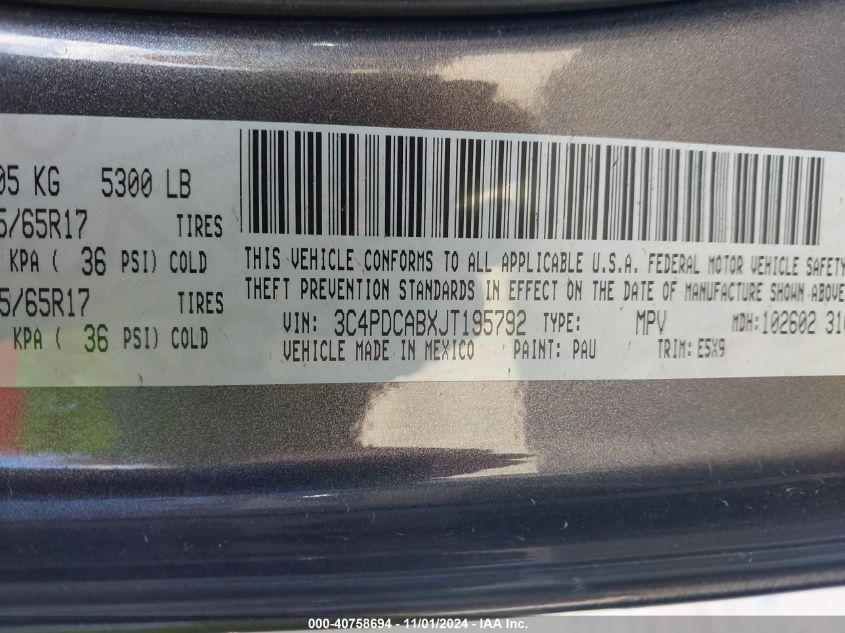 05 KG 5300 LB
5/65R17 TIRES
KPA ( 36 PSI) COLD
5/65R17 TIRES
KPA ( 36 PSI) COLD
THIS VEHICLE CONFORMS TO ALL APPLICABLE U.S.A. FEDERAL MOTOR VEHICLE SAFETY
THEFT PREVENTION STANDARDS IN EFFECT ON THE DATE OF MANUFACTURE SHOWN ABOVE
VIN: 3C4PDCABXJT195792 TYPE: MPV MDH:102602 310
VEHICLE MADE IN MEXICO PAINT: PAU TRIM: E5X9
000-40758694 - 11/01/2024 - IAA Inc.